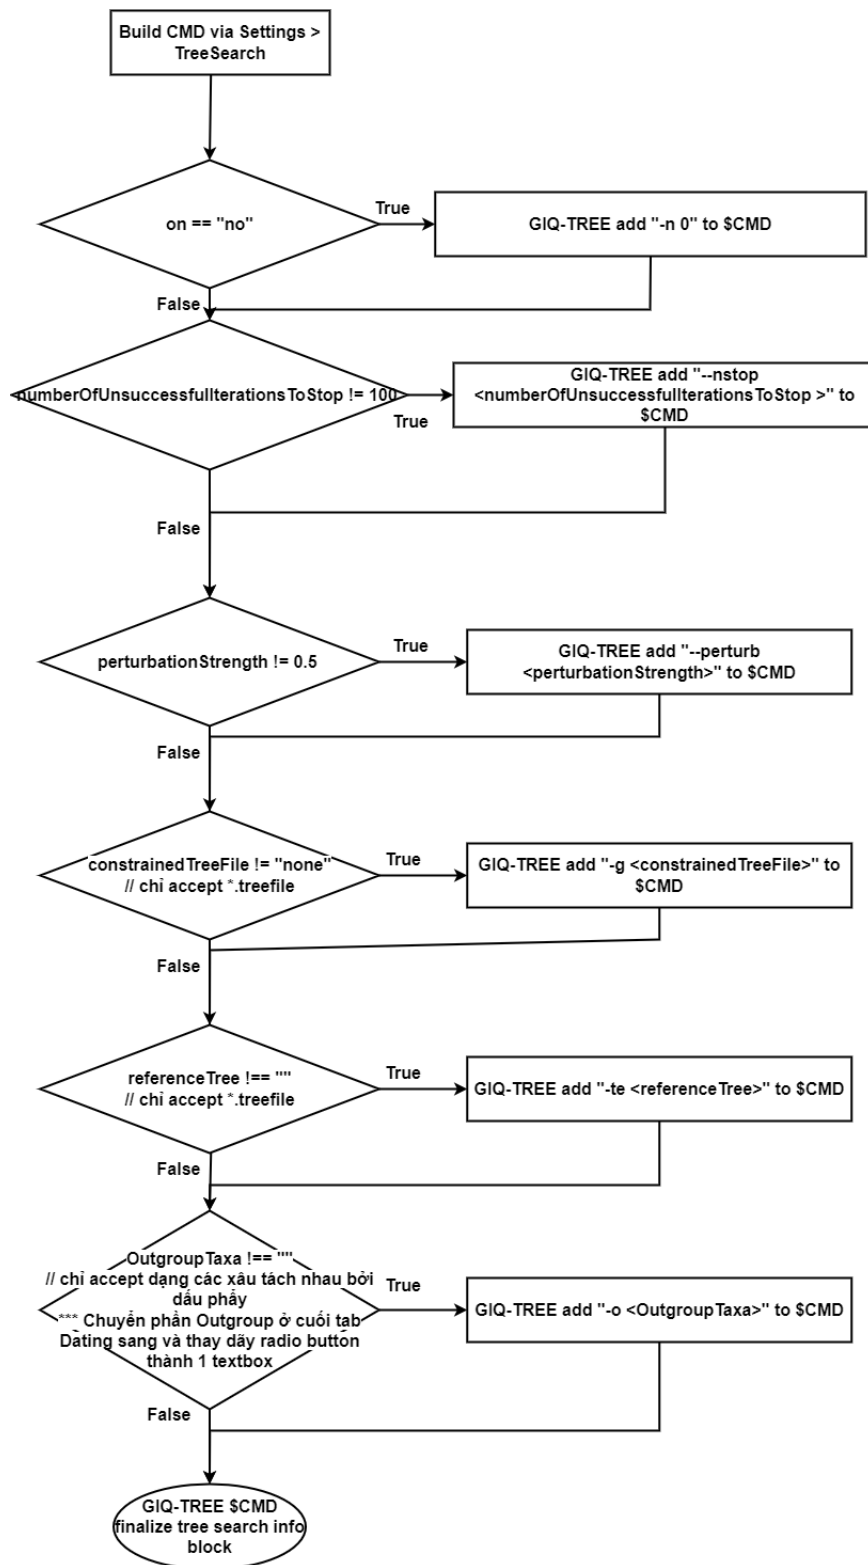 Build CMD via Settings >
TreeSearch
on == "no"
True
GIQ-TREE add "-n 0" to $CMD
False
numberOfUnsuccessfulIterationsToStop != 100
True
GIQ-TREE add "--nstop
<numberOfUnsuccessfulIterationsToStop >" to
$CMD
False
perturbationStrength != 0.5
True
GIQ-TREE add "--perturb
<perturbationStrength>" to $CMD
False
constrainedTreeFile != "none"
// chỉ accept *.treefile
True
GIQ-TREE add "-g <constrainedTreeFile>" to
$CMD
False
referenceTree !== ""
// chỉ accept *.treefile
True
GIQ-TREE add "-te <referenceTree>" to $CMD
False
OutgroupTaxa !== ""
// chỉ accept dạng các xâu tách nhau bởi
dấu phẩy
*** Chuyển phần Outgroup ở cuối tab
Dating sang và thay dãy radio button
thành 1 textbox
True
GIQ-TREE add "-o <OutgroupTaxa>" to $CMD
False
GIQ-TREE $CMD
finalize tree search info
block